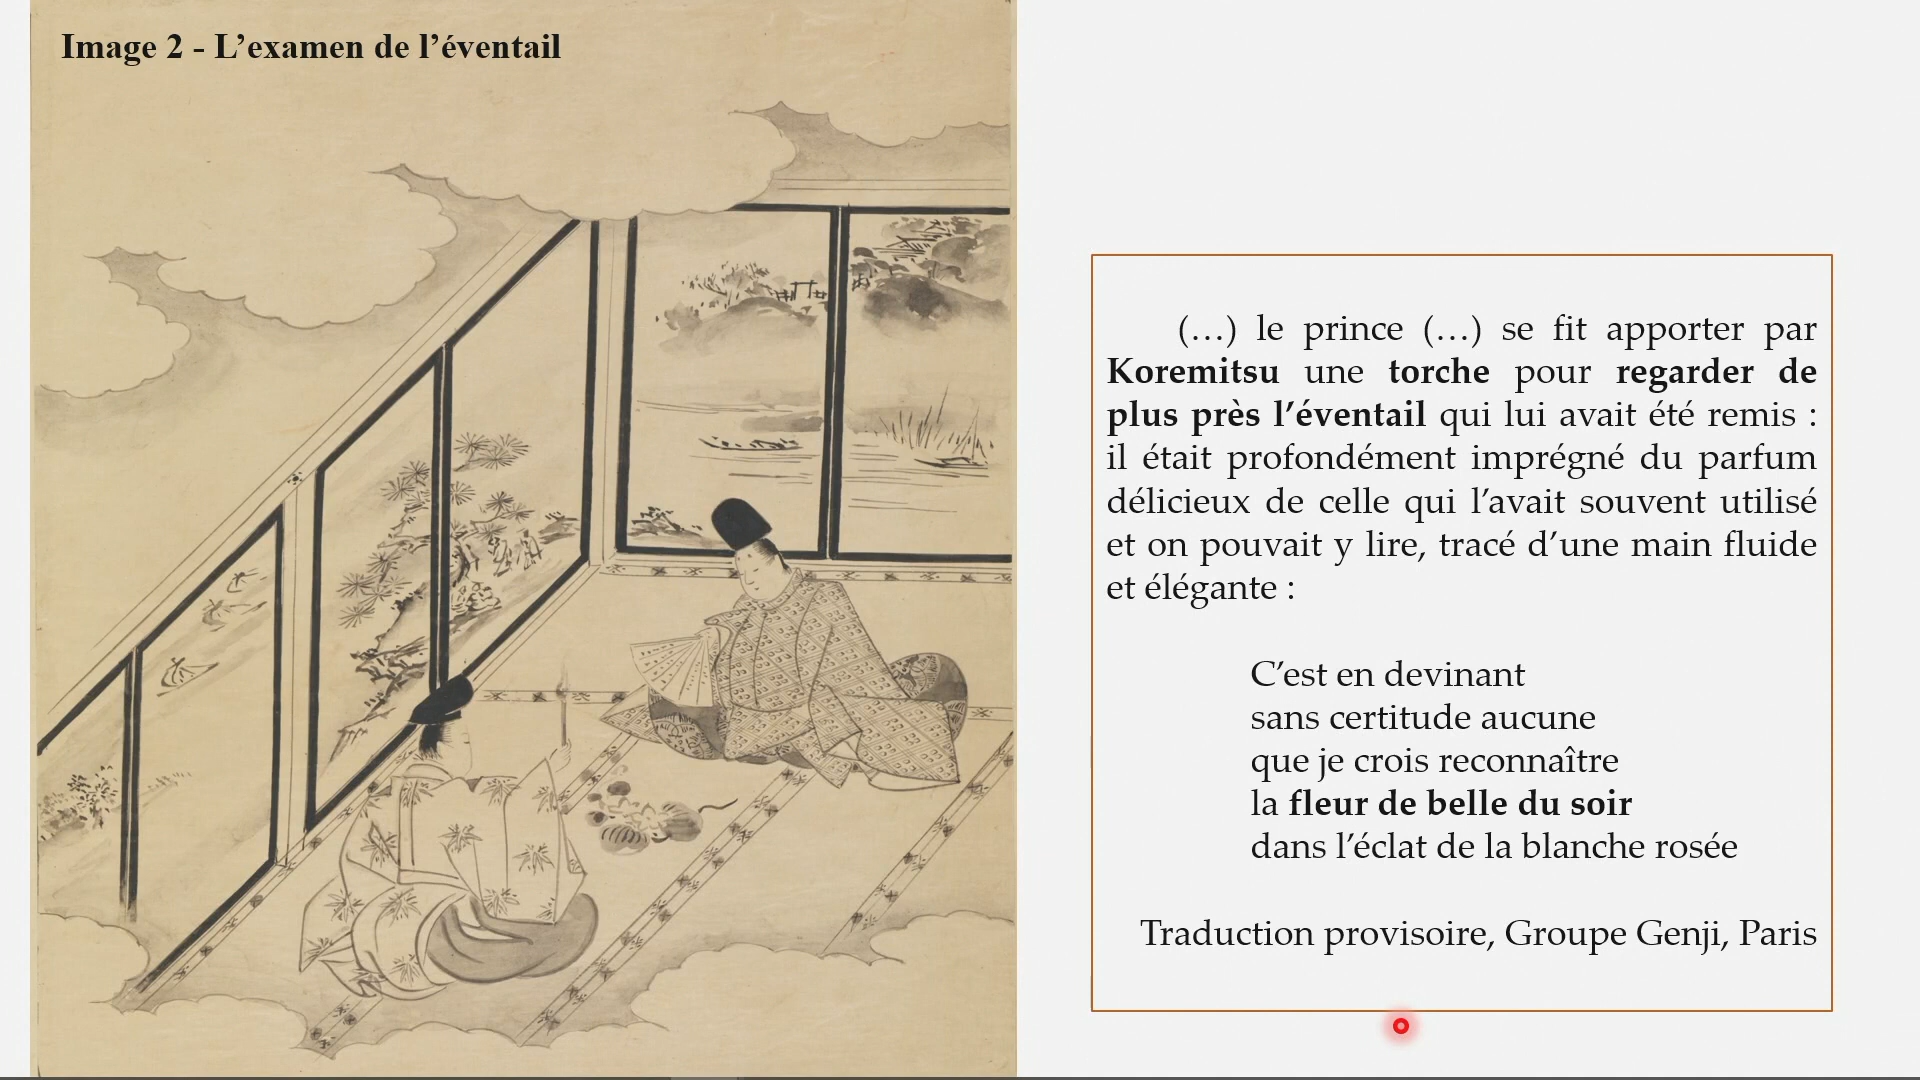 Image 2 - L’examen de l’éventail
(…) le prince (…) se fit apporter par
Koremitsu une torche pour regarder de
plus près l’éventail qui lui avait été remis :
il était profondément imprégné du parfum
délicieux de celle qui l’avait souvent utilisé
et on pouvait y lire, tracé d’une main fluide
et élégante :
C’est en devinant
sans certitude aucune
que je crois reconnaître
la fleur de belle du soir
dans l’éclat de la blanche rosée
Traduction provisoire, Groupe Genji, Paris